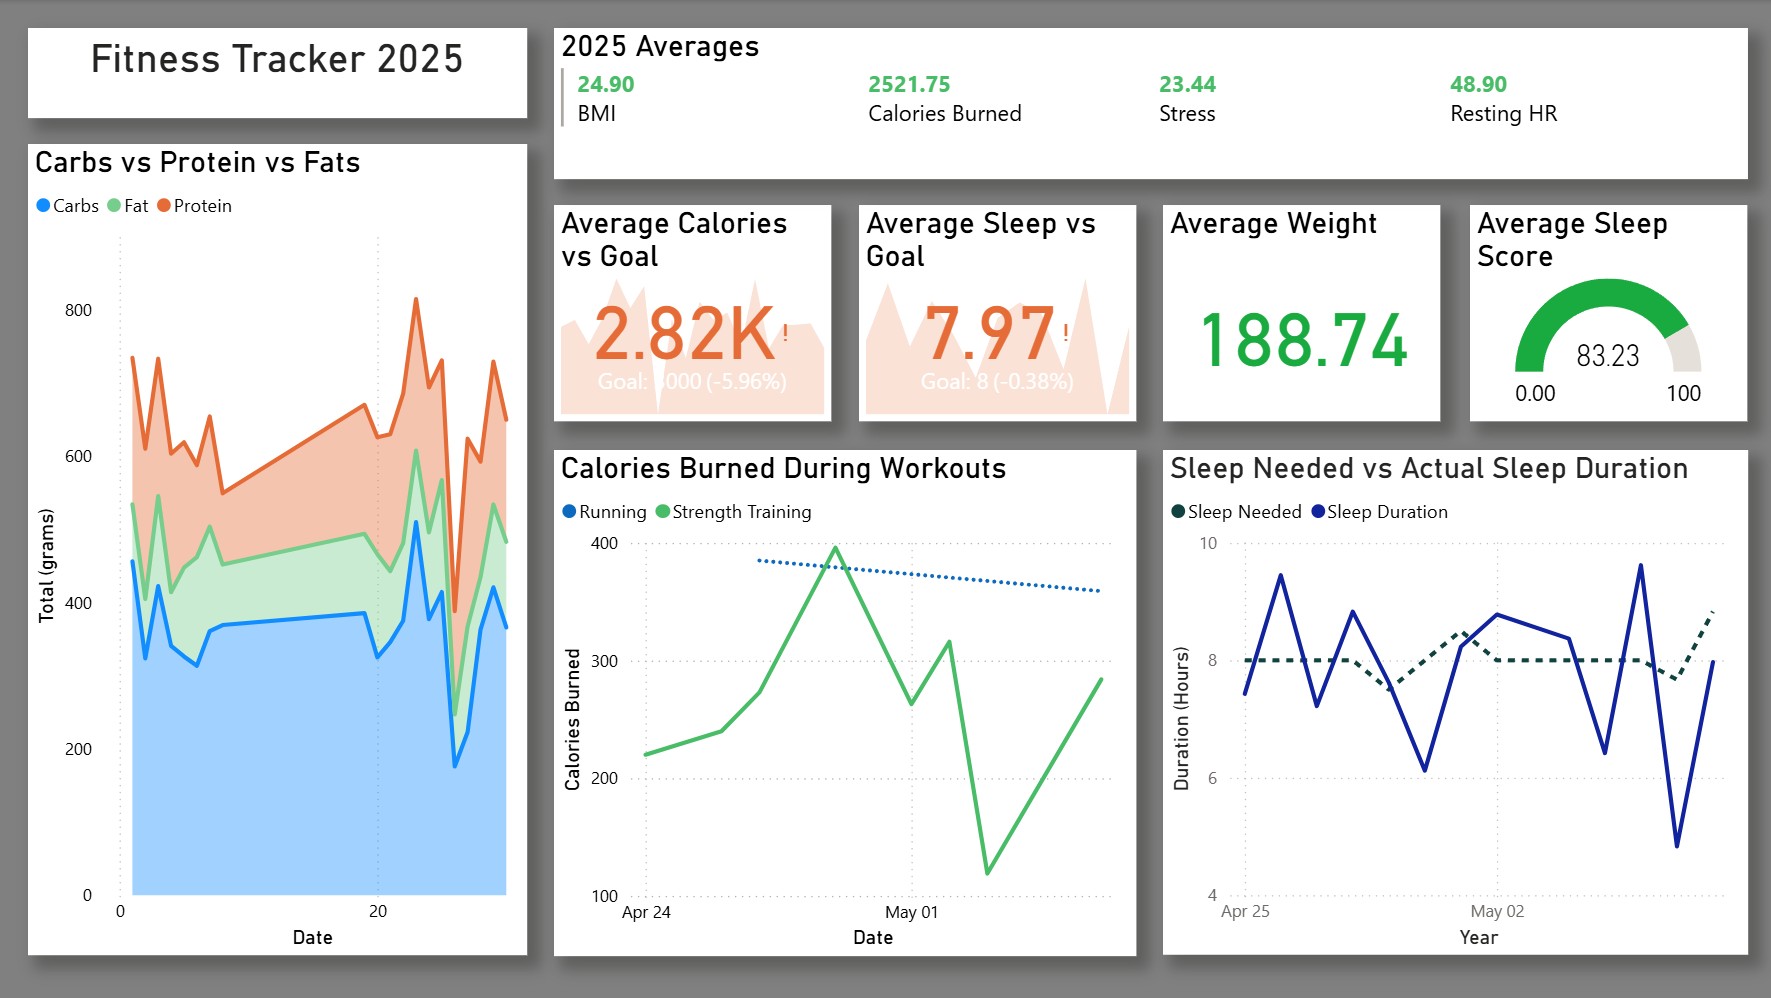 Fitness Tracker 2025
2025 Averages
24.90
BMI
2521.75
Calories Burned
23.44
Stress
48.90
Resting HR
Carbs vs Protein vs Fats
Carbs Fat Protein
Total (grams)
800
600
400
200
0
0 20
Date
Average Calories
vs Goal
2.82K!
Goal: 3000 (-5.96%)
Average Sleep vs
Goal
7.97!
Goal: 8 (-0.38%)
Average Weight
188.74
Average Sleep
Score
83.23
0.00 100
Calories Burned During Workouts
Running Strength Training
Calories Burned
400
300
200
100
Apr 24 May 01
Date
Sleep Needed vs Actual Sleep Duration
Sleep Needed Sleep Duration
Duration (Hours)
10
8
6
4
Apr 25 May 02
Year